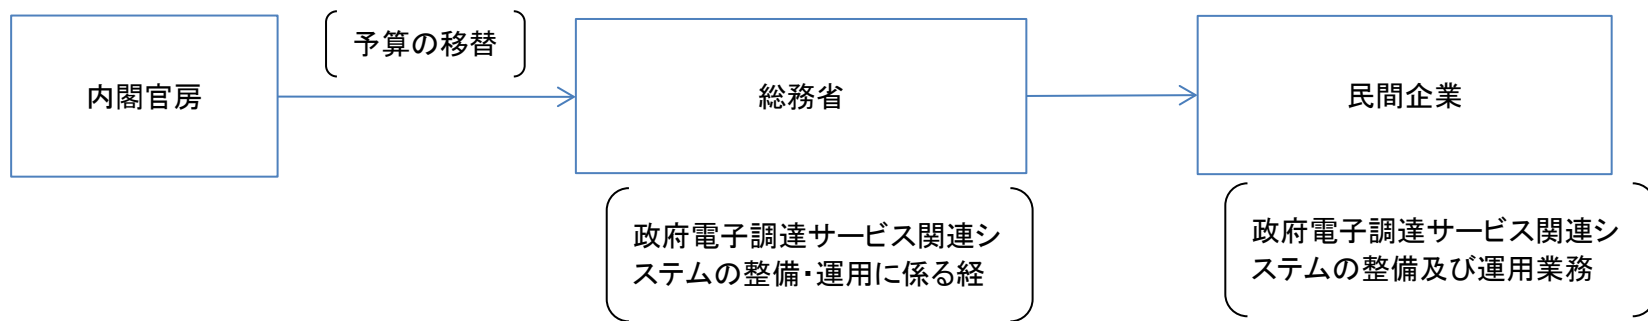 予算の移替
内閣官房
総務省
民間企業
政府電子調達サービス関連シ
ステムの整備・運用に係る経
政府電子調達サービス関連シ
ステムの整備及び運用業務